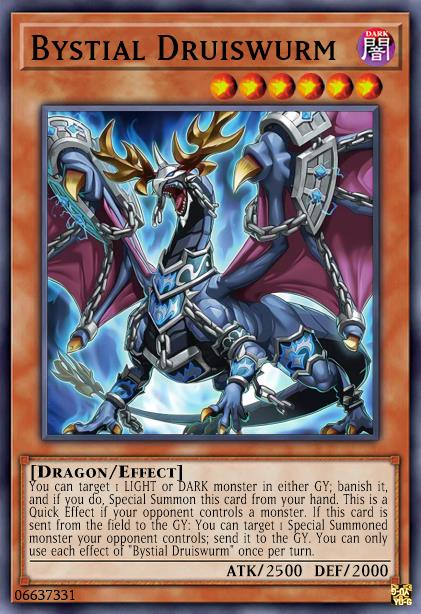 BYSTIAL DRUISWURM
DARK
闇
[DRAGON/EFFECT]
You can target 1 LIGHT or DARK monster in either GY; banish it,
and if you do, Special Summon this card from your hand. This is a
Quick Effect if your opponent controls a monster. If this card is
sent from the field to the GY: You can target 1 Special Summoned
monster your opponent controls; send it to the GY. You can only
use each effect of "Bystial Druiswurm" once per turn.
ATK/2500 DEF/2000
06637331